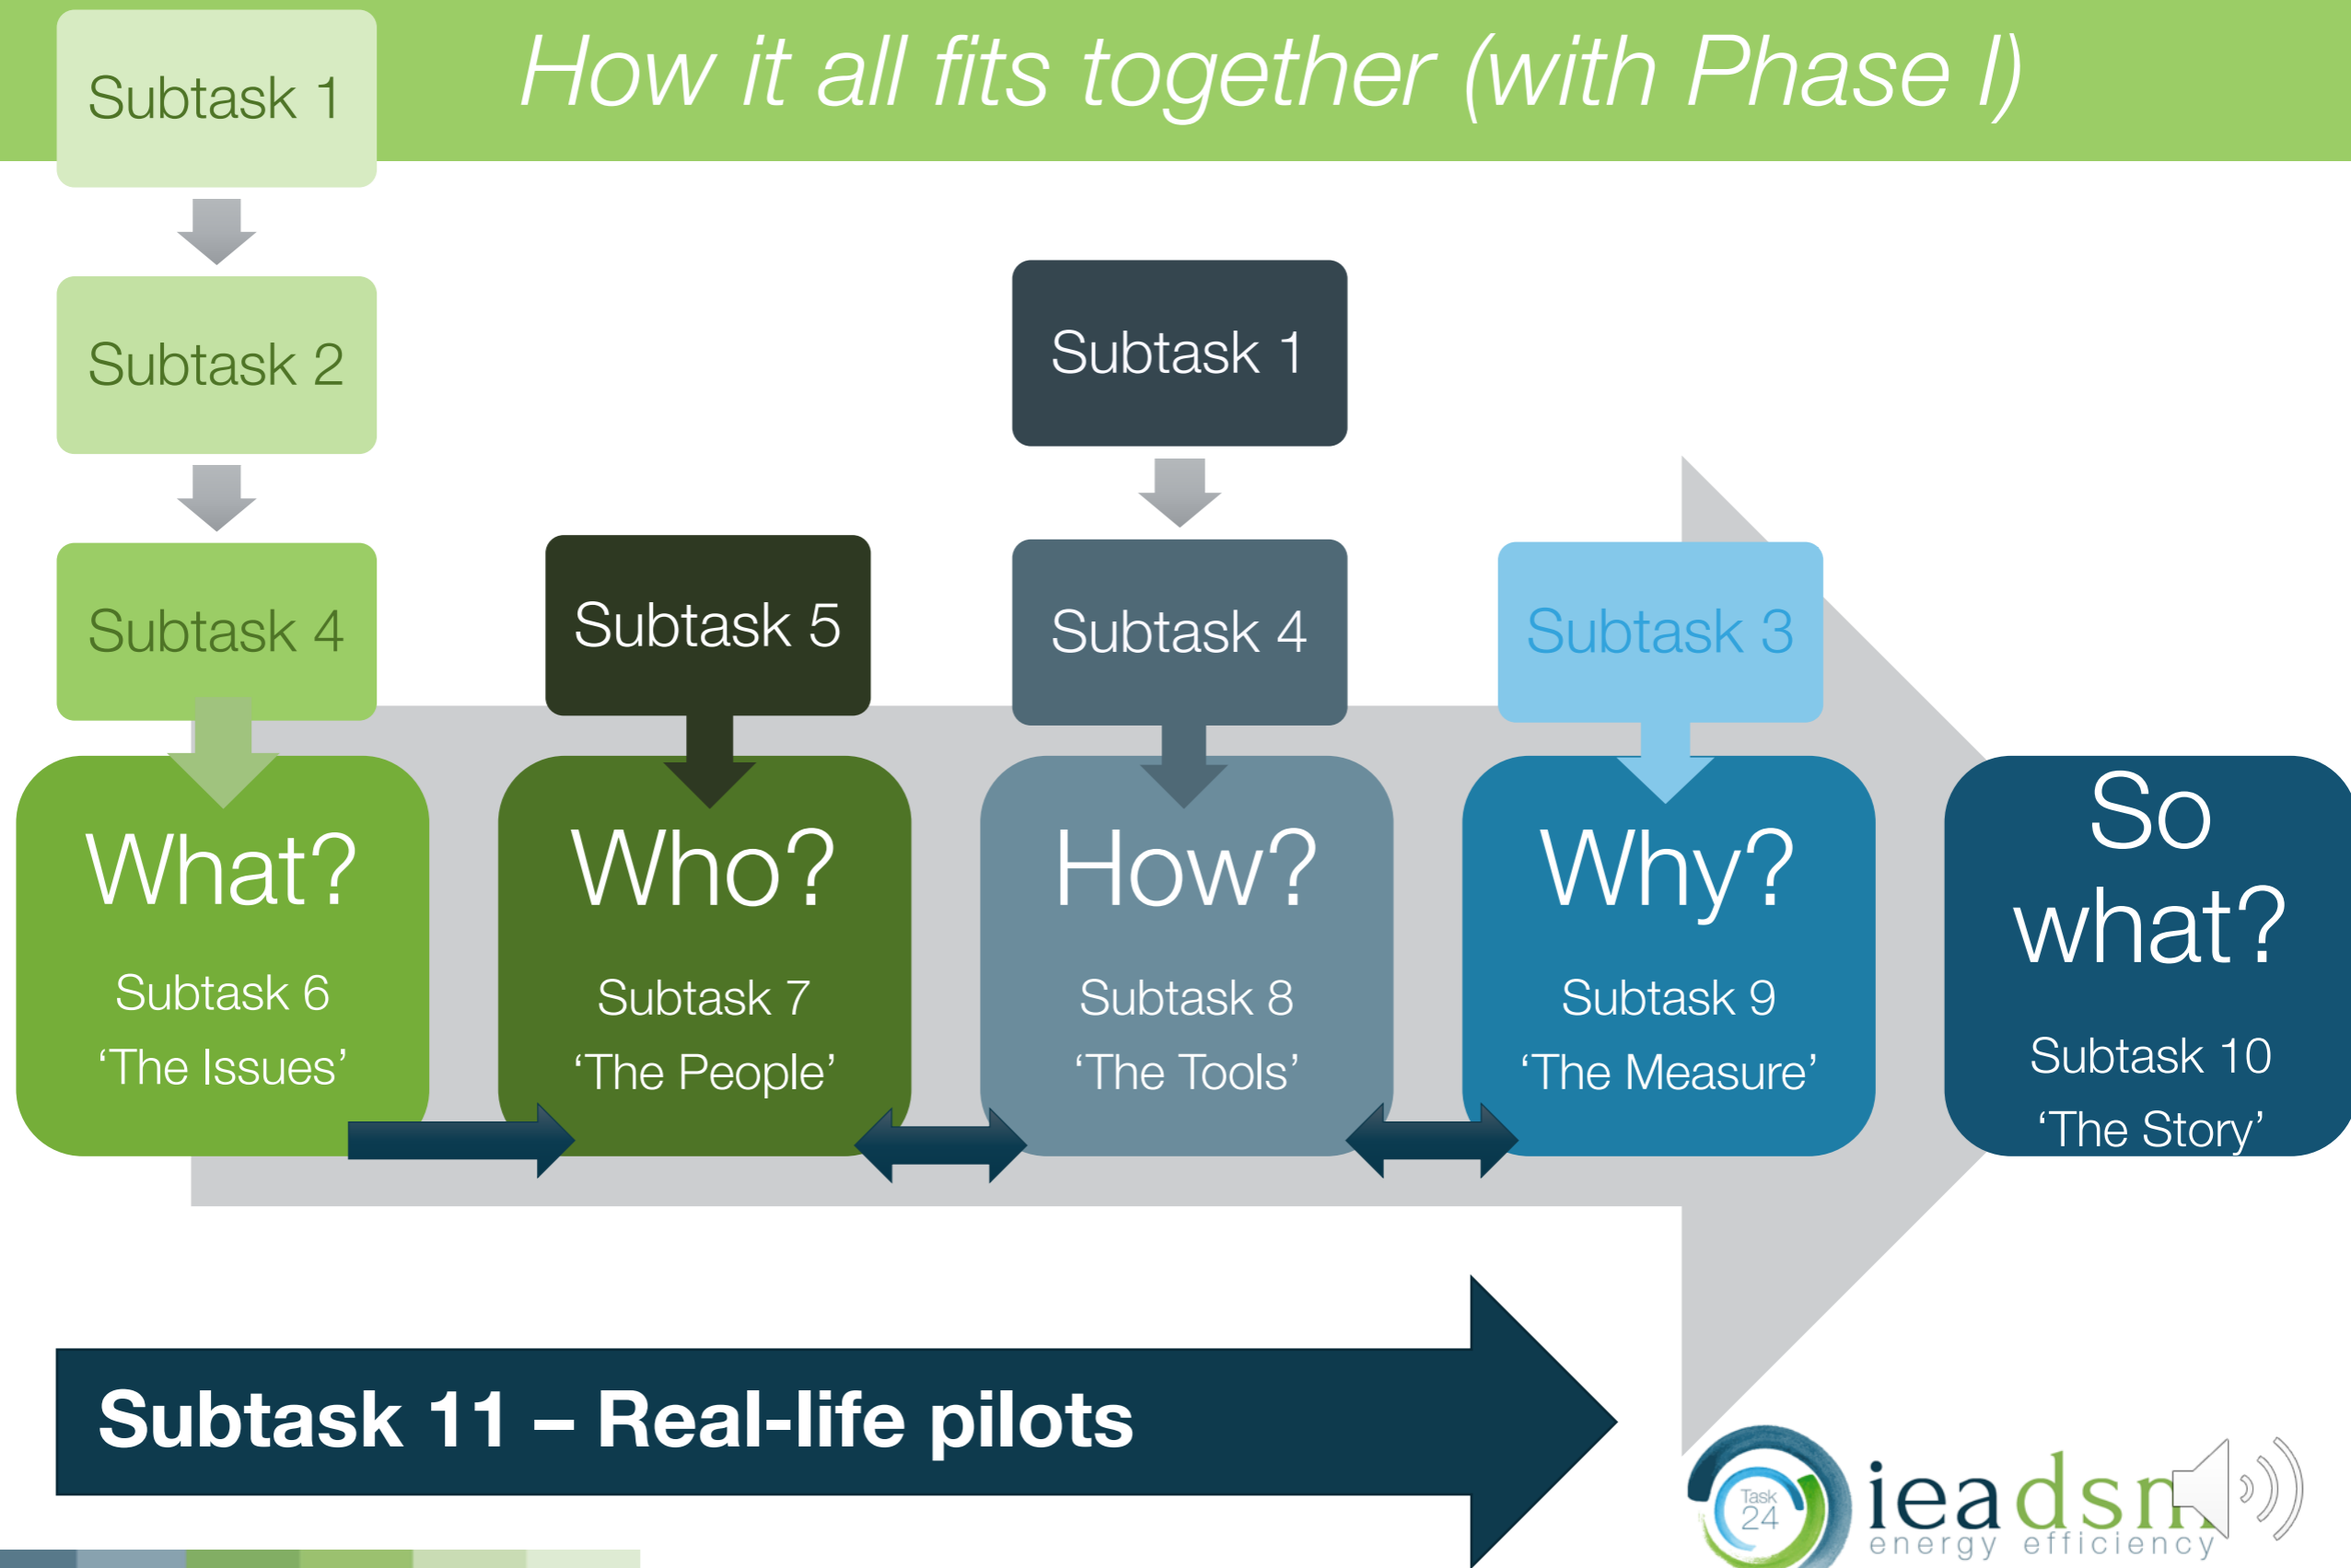 How it all fits together (with Phase I)
Subtask 1
Subtask 2
Subtask 4
Subtask 5
Subtask 1
Subtask 4
Subtask 3
What?
Subtask 6
‘The Issues’
Who?
Subtask 7
‘The People’
How?
Subtask 8
‘The Tools’
Why?
Subtask 9
‘The Measure’
So
what?
Subtask 10
‘The Story’
Subtask 11 – Real-life pilots
Task
24
ieadsm
energy efficiency